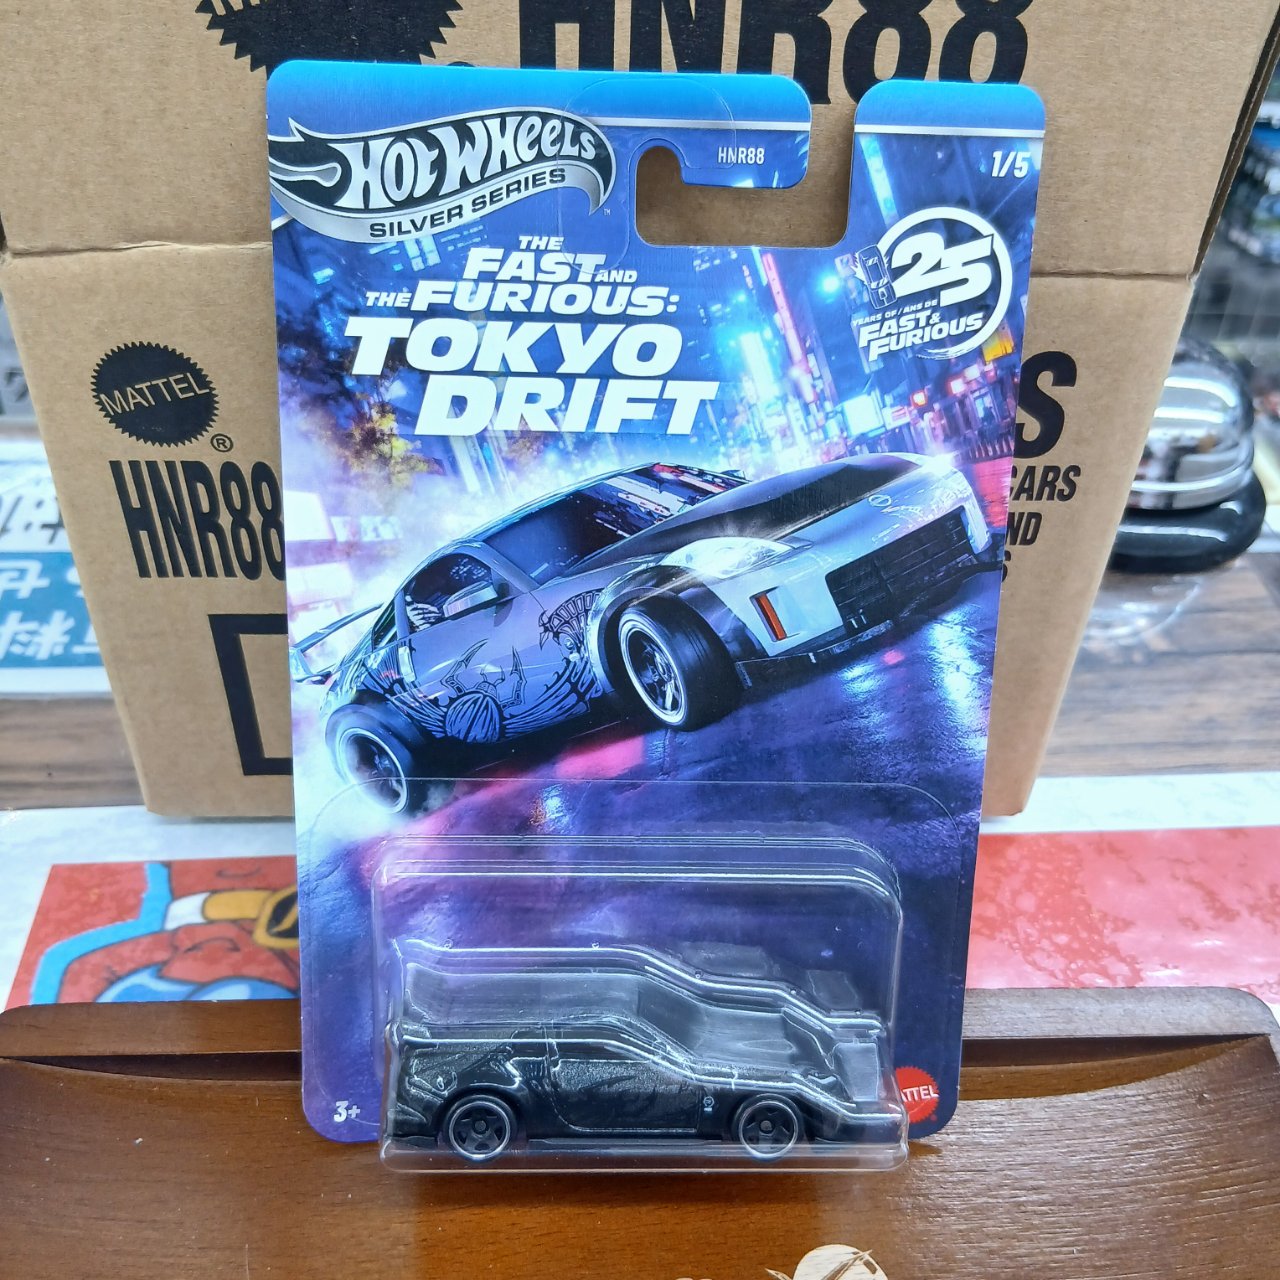 HNR88
HOT WHEELS
SILVER SERIES
TM
HNR88
1/5
THE
FAST AND
THE FURIOUS:
TOKYO
DRIFT
25
YEARS OF / ANS DE
FAST &
FURIOUS
MATTEL
®
HNR88
S
CARS
ND
S
3+
MATTEL